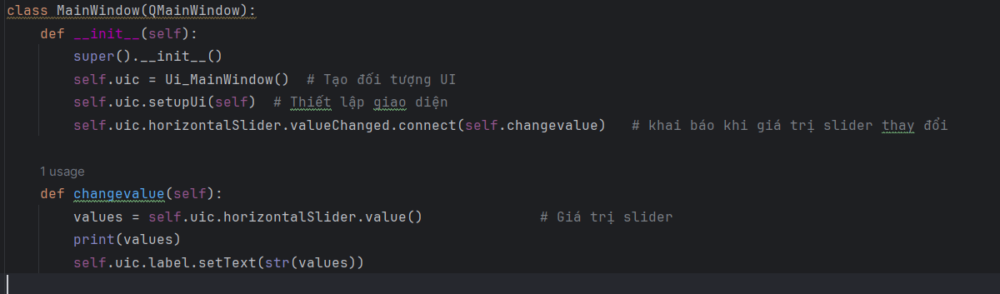 class MainWindow(QMainWindow):
    def __init__(self):
        super().__init__()
        self.uic = Ui_MainWindow()  # Tạo đối tượng UI
        self.uic.setupUi(self)  # Thiết lập giao diện
        self.uic.horizontalSlider.valueChanged.connect(self.changevalue)   # khai báo khi giá trị slider thay đổi
    1 usage
    def changevalue(self):
        values = self.uic.horizontalSlider.value()              # Giá trị slider
        print(values)
        self.uic.label.setText(str(values))